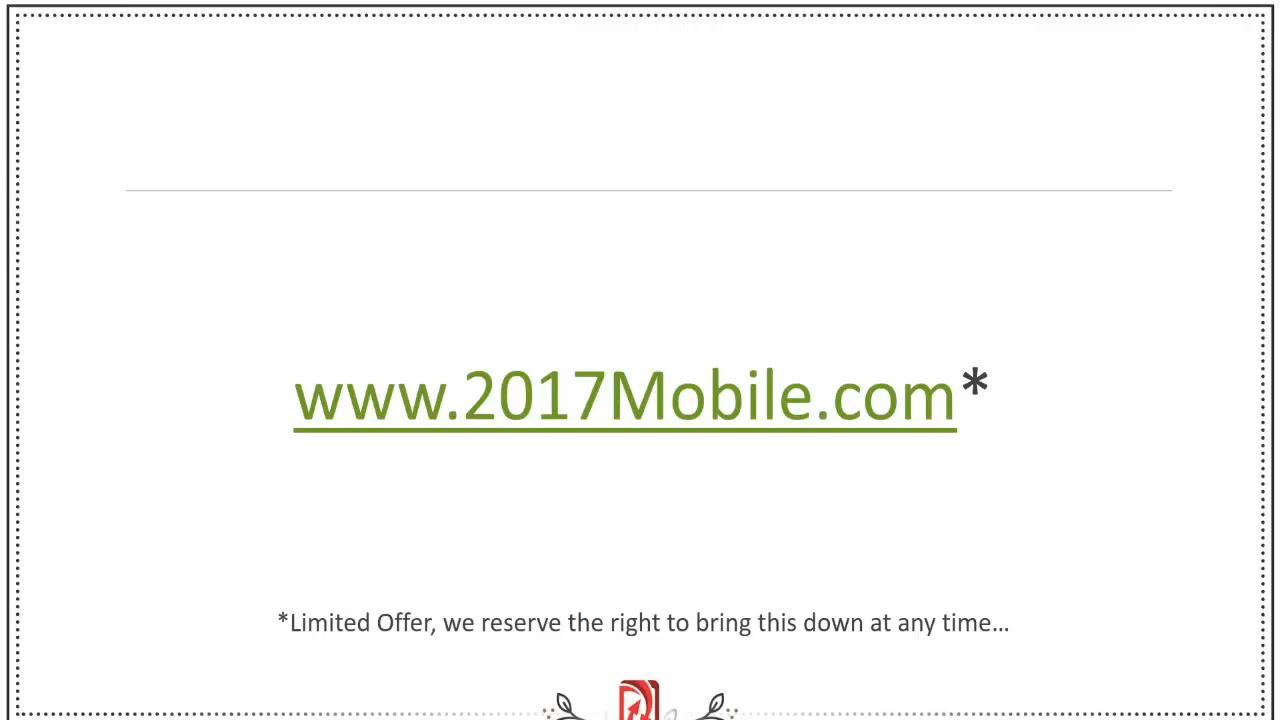 www.2017Mobile.com*
*Limited Offer, we reserve the right to bring this down at any time...